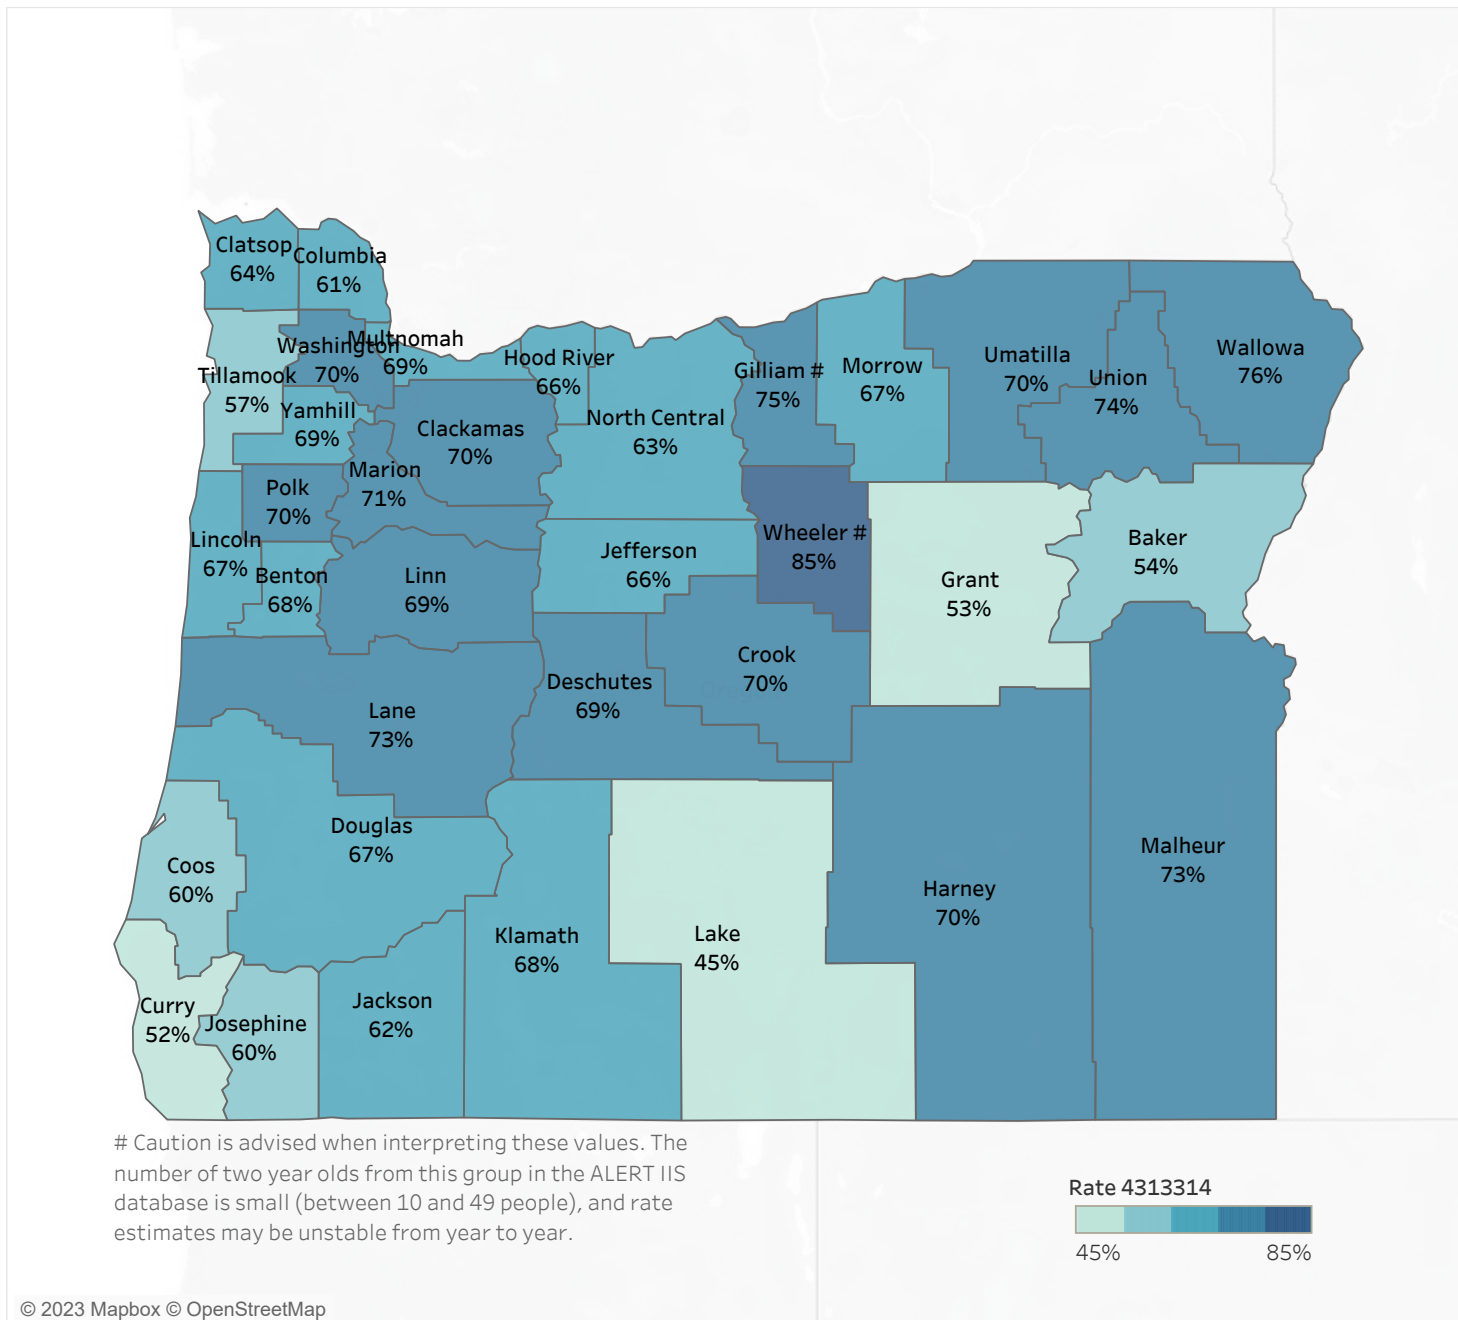 Clatsop
64%
Columbia
61%
Multnomah
69%
Washington
70%
Tillamook
57%
Hood River
66%
Yamhill
69%
Clackamas
70%
North Central
63%
Gilliam #
75%
Morrow
67%
Umatilla
70%
Union
74%
Wallowa
76%
Marion
71%
Polk
70%
Lincoln
67%
Benton
68%
Linn
69%
Jefferson
66%
Wheeler #
85%
Grant
53%
Baker
54%
Lane
73%
Deschutes
69%
Crook
70%
Douglas
67%
Coos
60%
Curry
52%
Josephine
60%
Jackson
62%
Klamath
68%
Lake
45%
Harney
70%
Malheur
73%
# Caution is advised when interpreting these values. The
number of two year olds from this group in the ALERT IIS
database is small (between 10 and 49 people), and rate
estimates may be unstable from year to year.
Rate 4313314
45% 85%
© 2023 Mapbox © OpenStreetMap